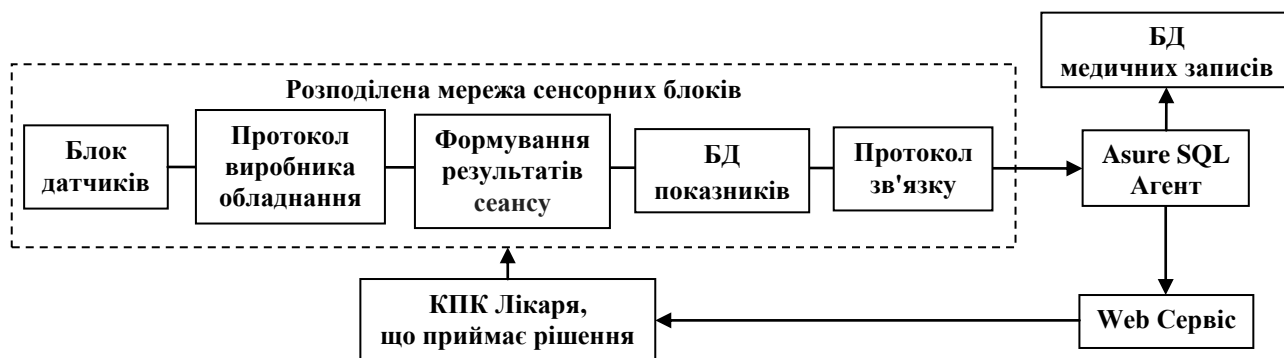 БД
медичних записів
Розподілена мережа сенсорних блоків
Блок
датчиків
Протокол
виробника
обладнання
Формування
результатів
сеансу
БД
показників
Протокол
зв'язку
Asure SQL
Агент
КПК Лікаря,
що приймає рішення
Web Сервіс